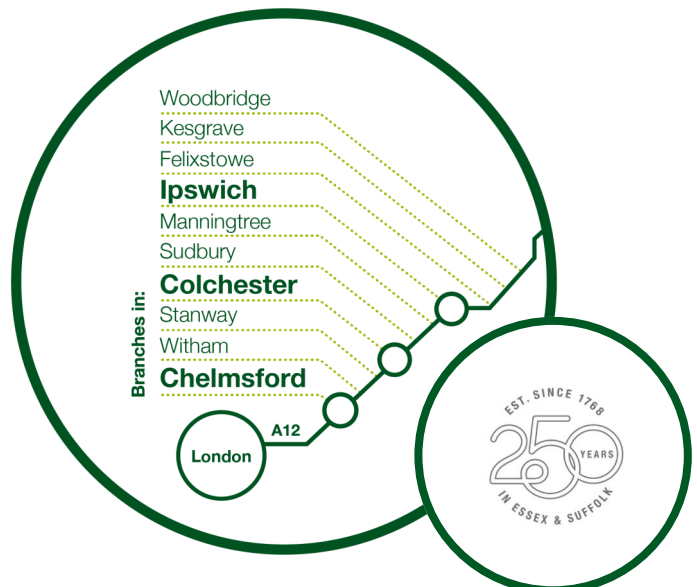 Woodbridge
Kesgrave
Felixstowe
Ipswich
Manningtree
Sudbury
Colchester
Stanway
Witham
Chelmsford
Branches in:
A12
London
EST. SINCE 1768
250
YEARS
IN ESSEX & SUFFOLK